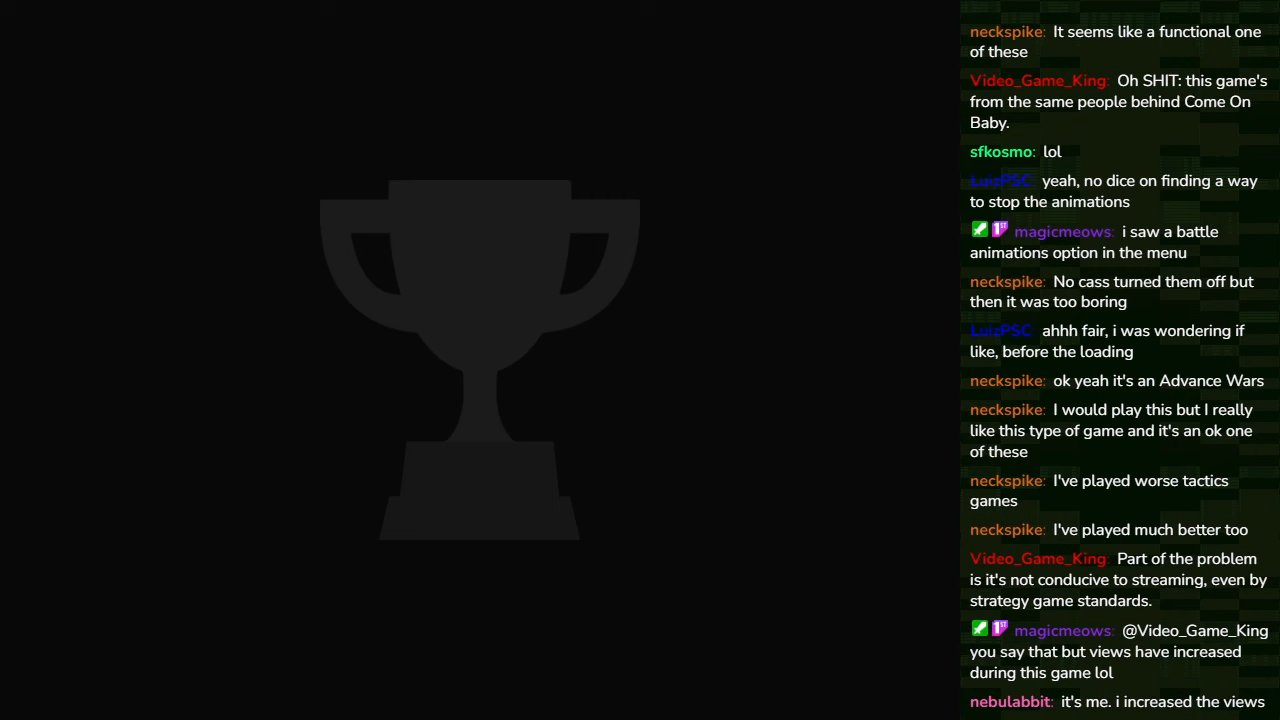 neckspike: It seems like a functional one
of these
Video_Game_King: Oh SHIT: this game's
from the same people behind Come On
Baby.
sfkosmo: lol
LuizPSC: yeah, no dice on finding a way
to stop the animations
1ST magicmeows: i saw a battle
animations option in the menu
neckspike: No cass turned them off but
then it was too boring
LuizPSC: ahhh fair, i was wondering if
like, before the loading
neckspike: ok yeah it's an Advance Wars
neckspike: I would play this but I really
like this type of game and it's an ok one
of these
neckspike: I've played worse tactics
games
neckspike: I've played much better too
Video_Game_King: Part of the problem
is it's not conducive to streaming, even by
strategy game standards.
1ST magicmeows: @Video_Game_King
you say that but views have increased
during this game lol
nebulabbit: it's me. i increased the views